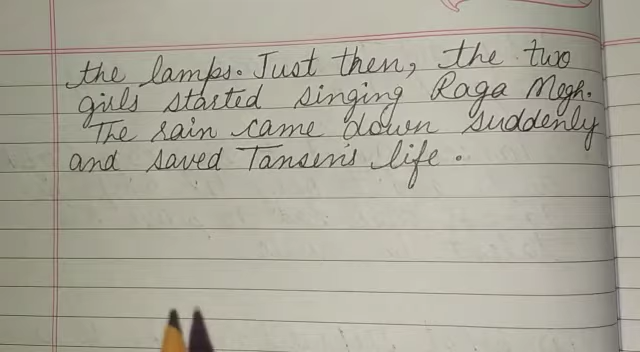 the lamps. Just then, the two
girls started singing Raga Megh.
The rain came down suddenly
and saved Tansen's life.